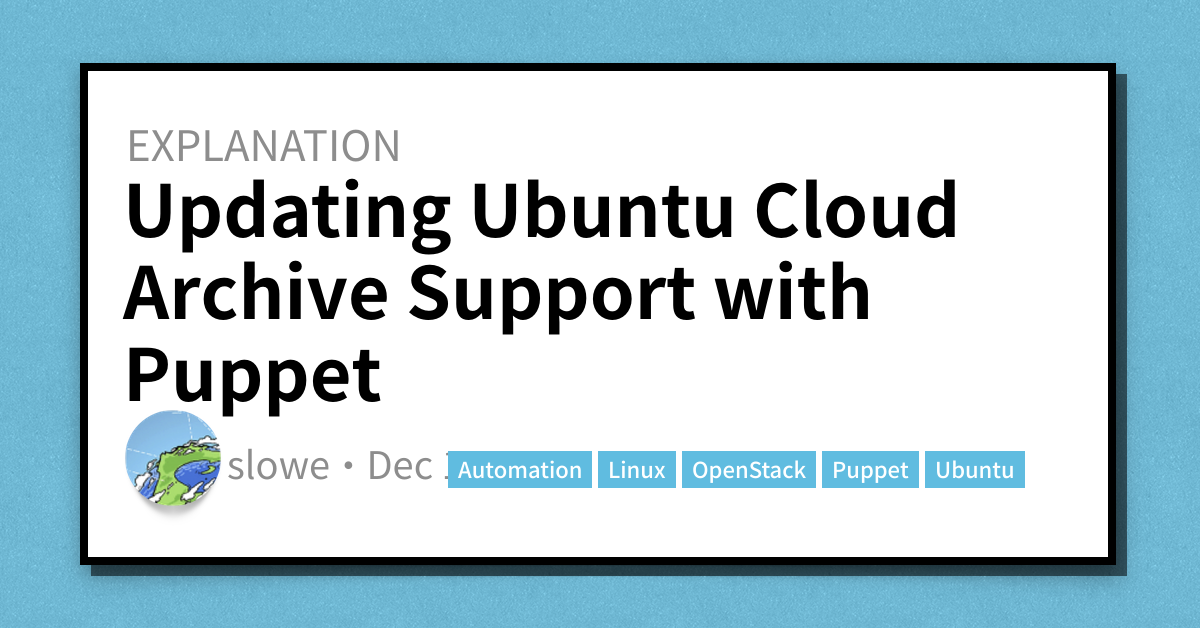 EXPLANATION
Updating Ubuntu Cloud
Archive Support with
Puppet
slowe • Dec
Automation Linux OpenStack Puppet Ubuntu